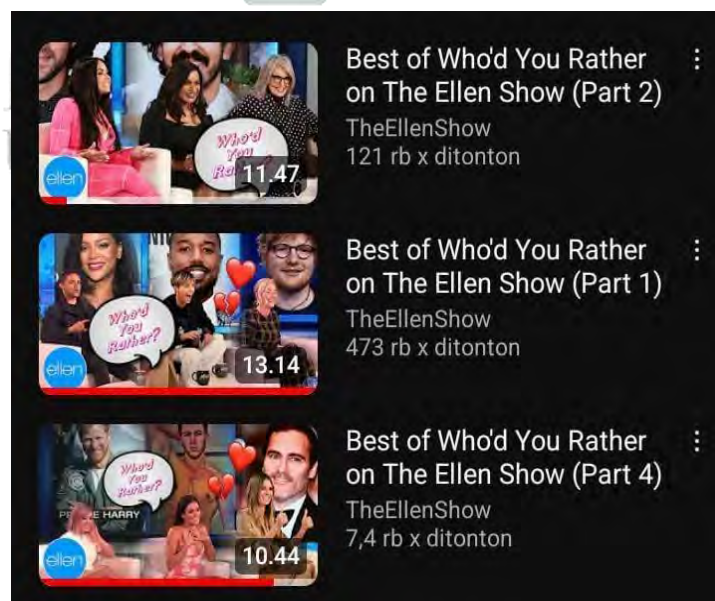 Who'd
You
Rather?
ellen
11.47
Best of Who'd You Rather
on The Ellen Show (Part 2)
TheEllenShow
121 rb x ditonton
Who'd
You
Rather?
ellen
13.14
Best of Who'd You Rather
on The Ellen Show (Part 1)
TheEllenShow
473 rb x ditonton
Who'd
You
Rather?
HARRY
ellen
10.44
Best of Who'd You Rather
on The Ellen Show (Part 4)
TheEllenShow
7,4 rb x ditonton